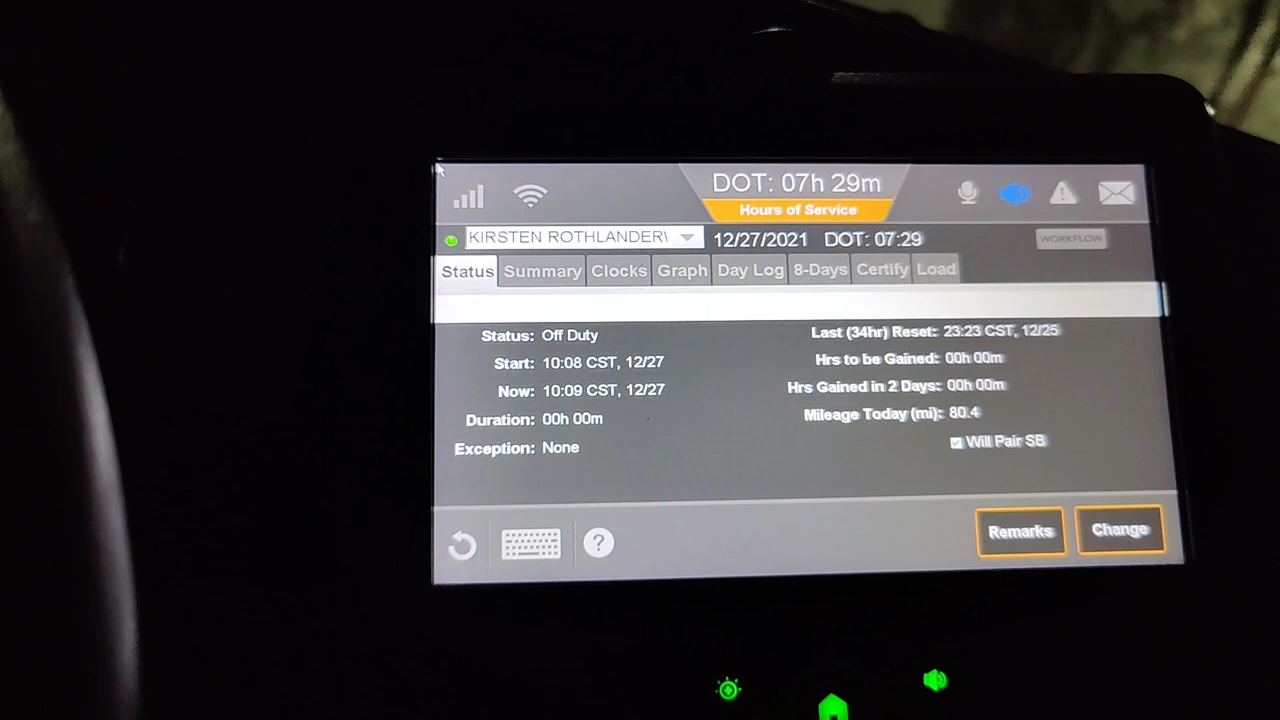 DOT: 07h 29m
Hours of Service
KIRSTEN ROTHLANDER\ 12/27/2021 DOT: 07:29 WORKFLOW
Status Summary Clocks Graph Day Log 8-Days Certify Load
Status: Off Duty
Start: 10:08 CST, 12/27
Now: 10:09 CST, 12/27
Duration: 00h 00m
Exception: None
Last (34hr) Reset: 23:23 CST, 12/25
Hrs to be Gained: 00h 00m
Hrs Gained in 2 Days: 00h 00m
Mileage Today (mi): 80.4
Will Pair SB
?
Remarks Change